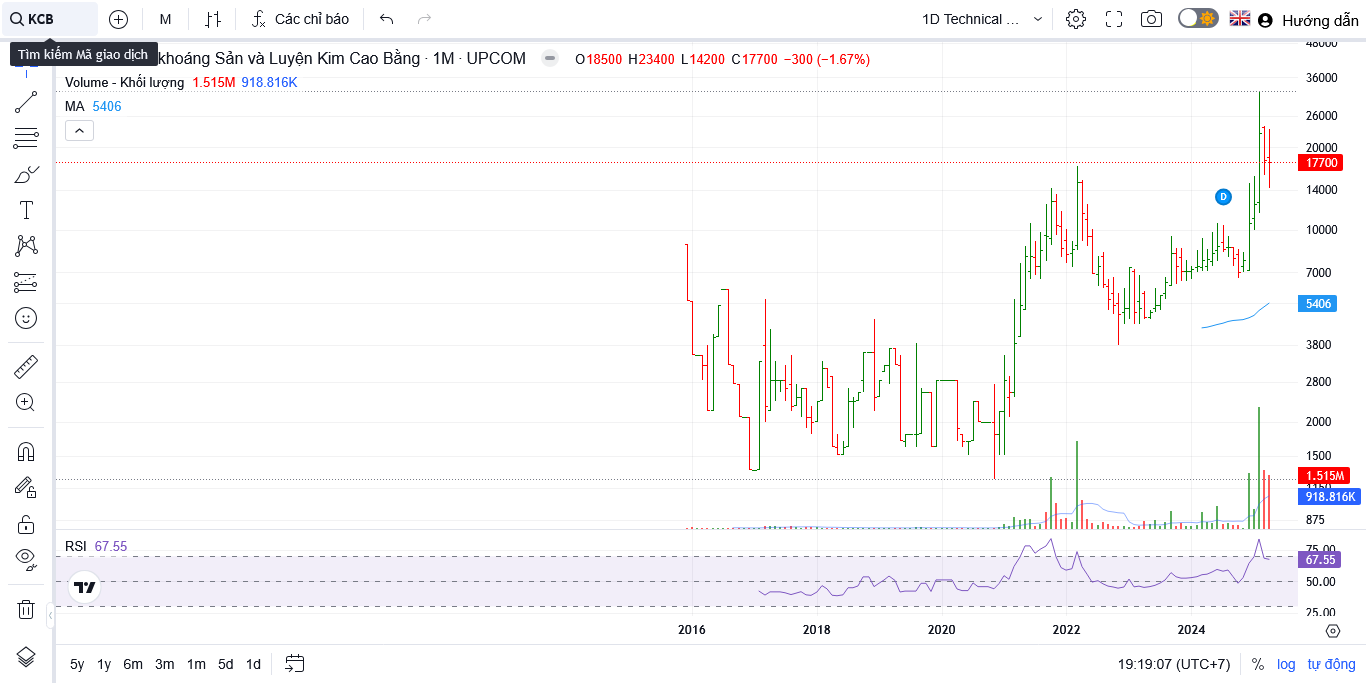 KCB
M
Các chỉ báo
1D Technical ...
Hướng dẫn
Tìm kiếm Mã giao dịch
khoáng Sản và Luyện Kim Cao Bằng · 1M · UPCOM
O18500 H23400 L14200 C17700 −300 (−1.67%)
Volume - Khối lượng 1.515M 918.816K
MA 5406
48000
36000
26000
20000
17700
14000
10000
7000
5406
3800
2800
2000
1500
1.515M
1150
918.816K
875
D
T
RSI 67.55
75.00
67.55
50.00
25.00
2016 2018 2020 2022 2024
5y 1y 6m 3m 1m 5d 1d
19:19:07 (UTC+7) % log tự động